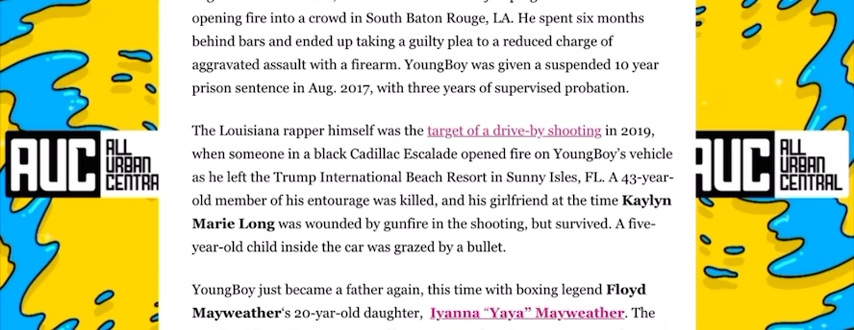 opening fire into a crowd in South Baton Rouge, LA. He spent six months
behind bars and ended up taking a guilty plea to a reduced charge of
aggravated assault with a firearm. YoungBoy was given a suspended 10 year
prison sentence in Aug. 2017, with three years of supervised probation.
The Louisiana rapper himself was the target of a drive-by shooting in 2019,
when someone in a black Cadillac Escalade opened fire on YoungBoy's vehicle
as he left the Trump International Beach Resort in Sunny Isles, FL. A 43-year-
old member of his entourage was killed, and his girlfriend at the time Kaylyn
Marie Long was wounded by gunfire in the shooting, but survived. A five-
year-old child inside the car was grazed by a bullet.
YoungBoy just became a father again, this time with boxing legend Floyd
Mayweather's 20-yar-old daughter, Iyanna "Yaya" Mayweather. The
AUC ALL
URBAN
CENTRA
AUC ALL
URBAN
CENTRAL